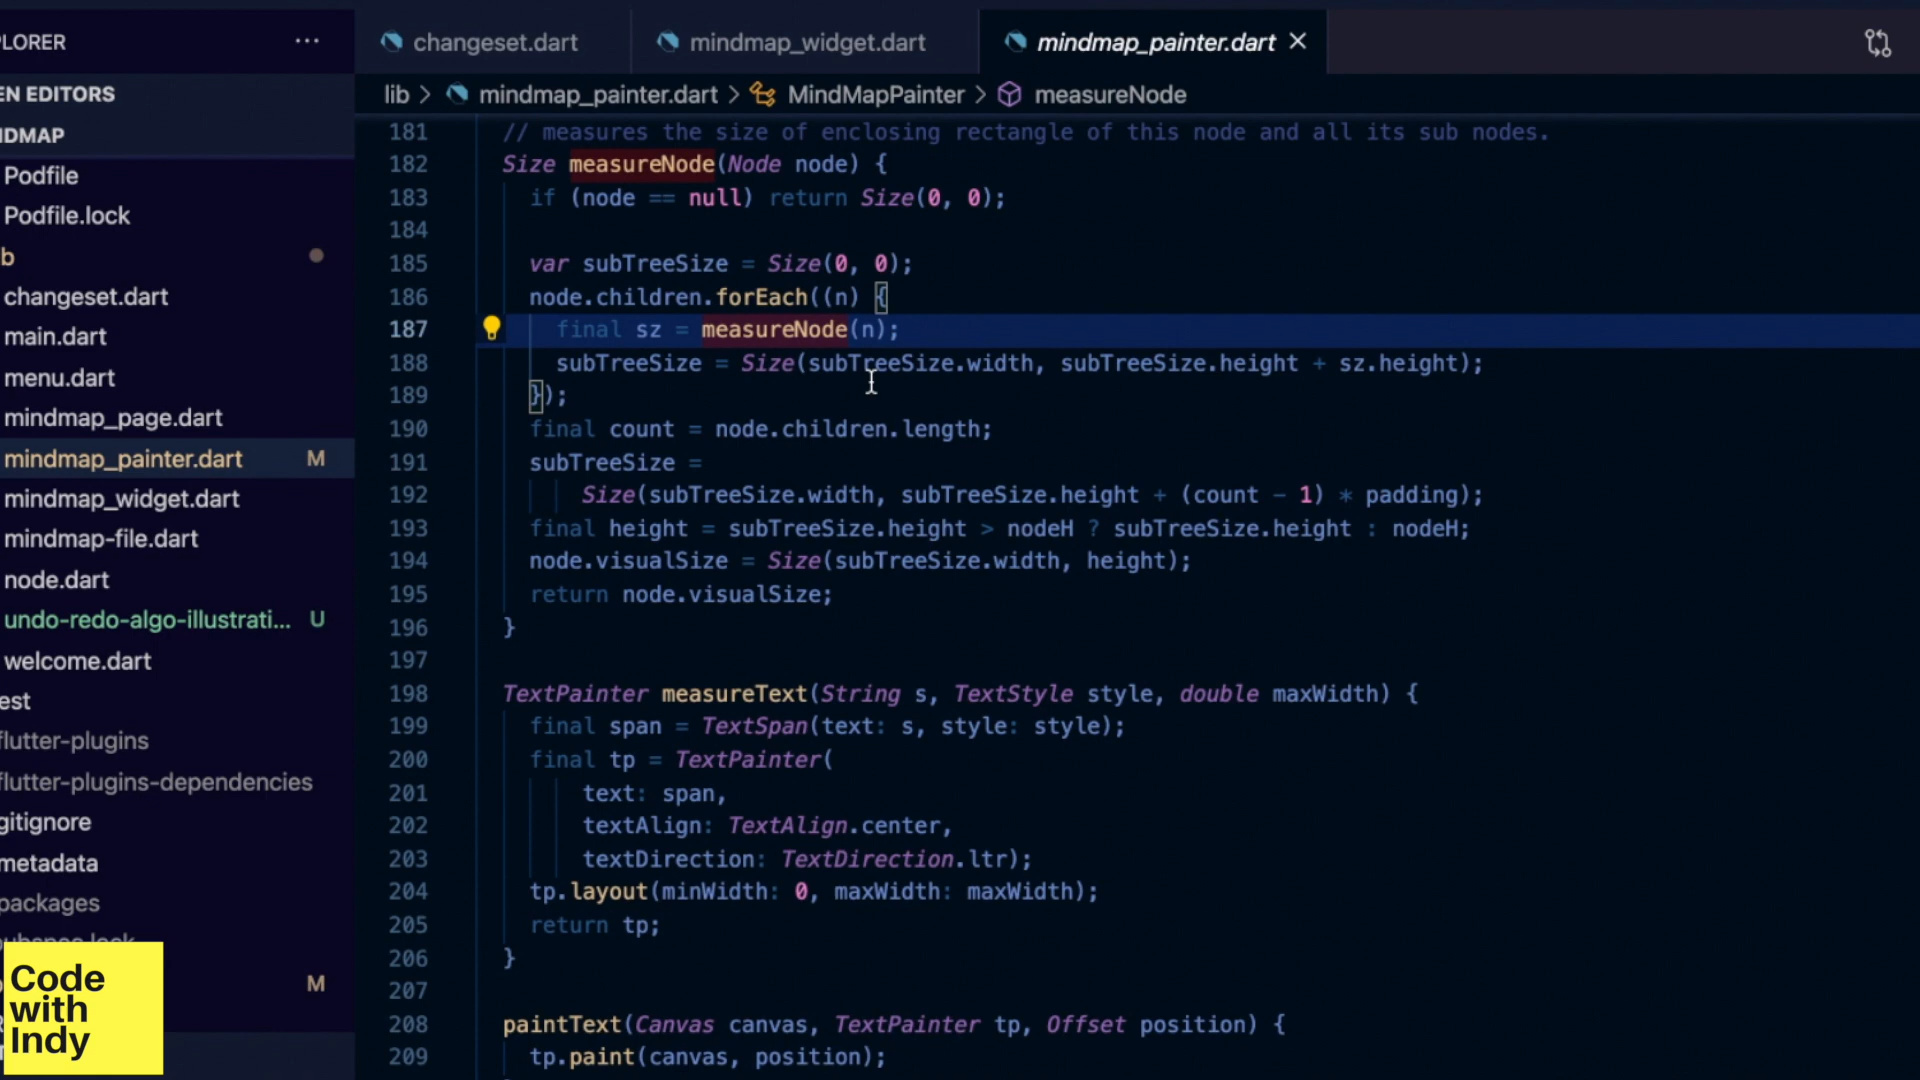 PLORER ···
EN EDITORS
NDMAP
Podfile
Podfile.lock
b
changeset.dart
main.dart
menu.dart
mindmap_page.dart
mindmap_painter.dart M
mindmap_widget.dart
mindmap-file.dart
node.dart
undo-redo-algo-illustrati... U
welcome.dart
est
flutter-plugins
flutter-plugins-dependencies
gitignore
metadata
packages
M
Code
with
Indy
changeset.dart mindmap_widget.dart mindmap_painter.dart ×
lib > mindmap_painter.dart > MindMapPainter > measureNode
181 // measures the size of enclosing rectangle of this node and all its sub nodes.
182 Size measureNode(Node node) {
183 if (node == null) return Size(0, 0);
184
185 var subTreeSize = Size(0, 0);
186 node.children.forEach((n) {
187 final sz = measureNode(n);
188 subTreeSize = Size(subTreeSize.width, subTreeSize.height + sz.height);
189 });
190 final count = node.children.length;
191 subTreeSize =
192 Size(subTreeSize.width, subTreeSize.height + (count - 1) * padding);
193 final height = subTreeSize.height > nodeH ? subTreeSize.height : nodeH;
194 node.visualSize = Size(subTreeSize.width, height);
195 return node.visualSize;
196 }
197
198 TextPainter measureText(String s, TextStyle style, double maxWidth) {
199 final span = TextSpan(text: s, style: style);
200 final tp = TextPainter(
201 text: span,
202 textAlign: TextAlign.center,
203 textDirection: TextDirection.ltr);
204 tp.layout(minWidth: 0, maxWidth: maxWidth);
205 return tp;
206 }
207
208 paintText(Canvas canvas, TextPainter tp, Offset position) {
209 tp.paint(canvas, position);